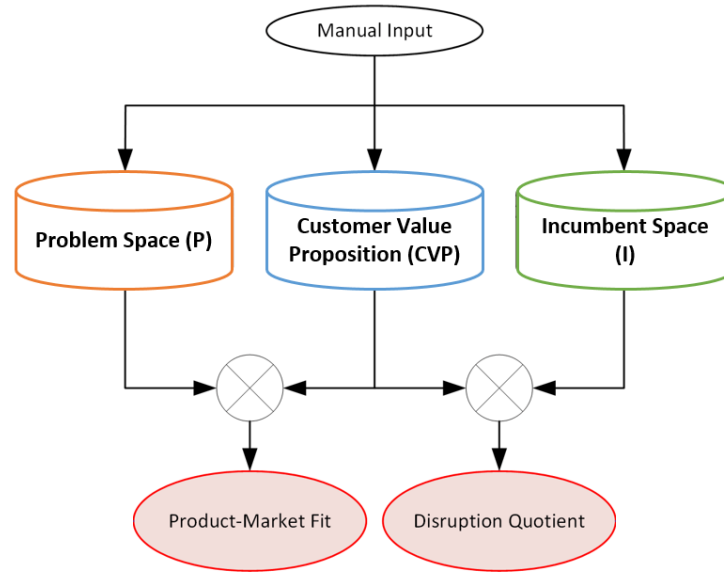 Manual Input
Problem Space (P)
Customer Value
Proposition (CVP)
Incumbent Space
(I)
Product-Market Fit
Disruption Quotient